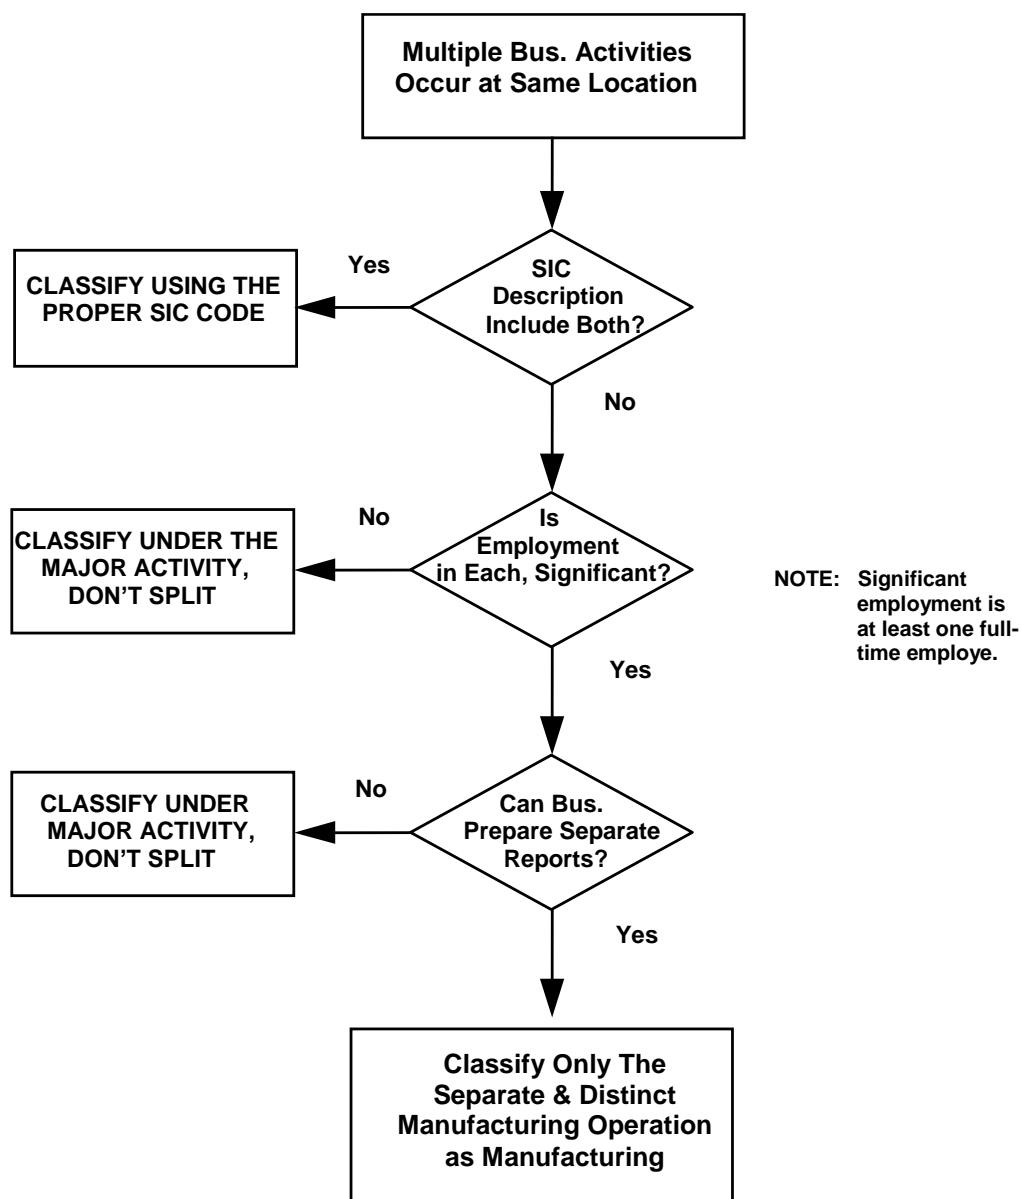 Multiple Bus. Activities
Occur at Same Location
Yes
SIC
Description
Include Both?
CLASSIFY USING THE
PROPER SIC CODE
No
No
Is
Employment
in Each, Significant?
CLASSIFY UNDER THE
MAJOR ACTIVITY,
DON'T SPLIT
NOTE: Significant
employment is
at least one full-
time employe.
Yes
No
Can Bus.
Prepare Separate
Reports?
CLASSIFY UNDER
MAJOR ACTIVITY,
DON'T SPLIT
Yes
Classify Only The
Separate & Distinct
Manufacturing Operation
as Manufacturing